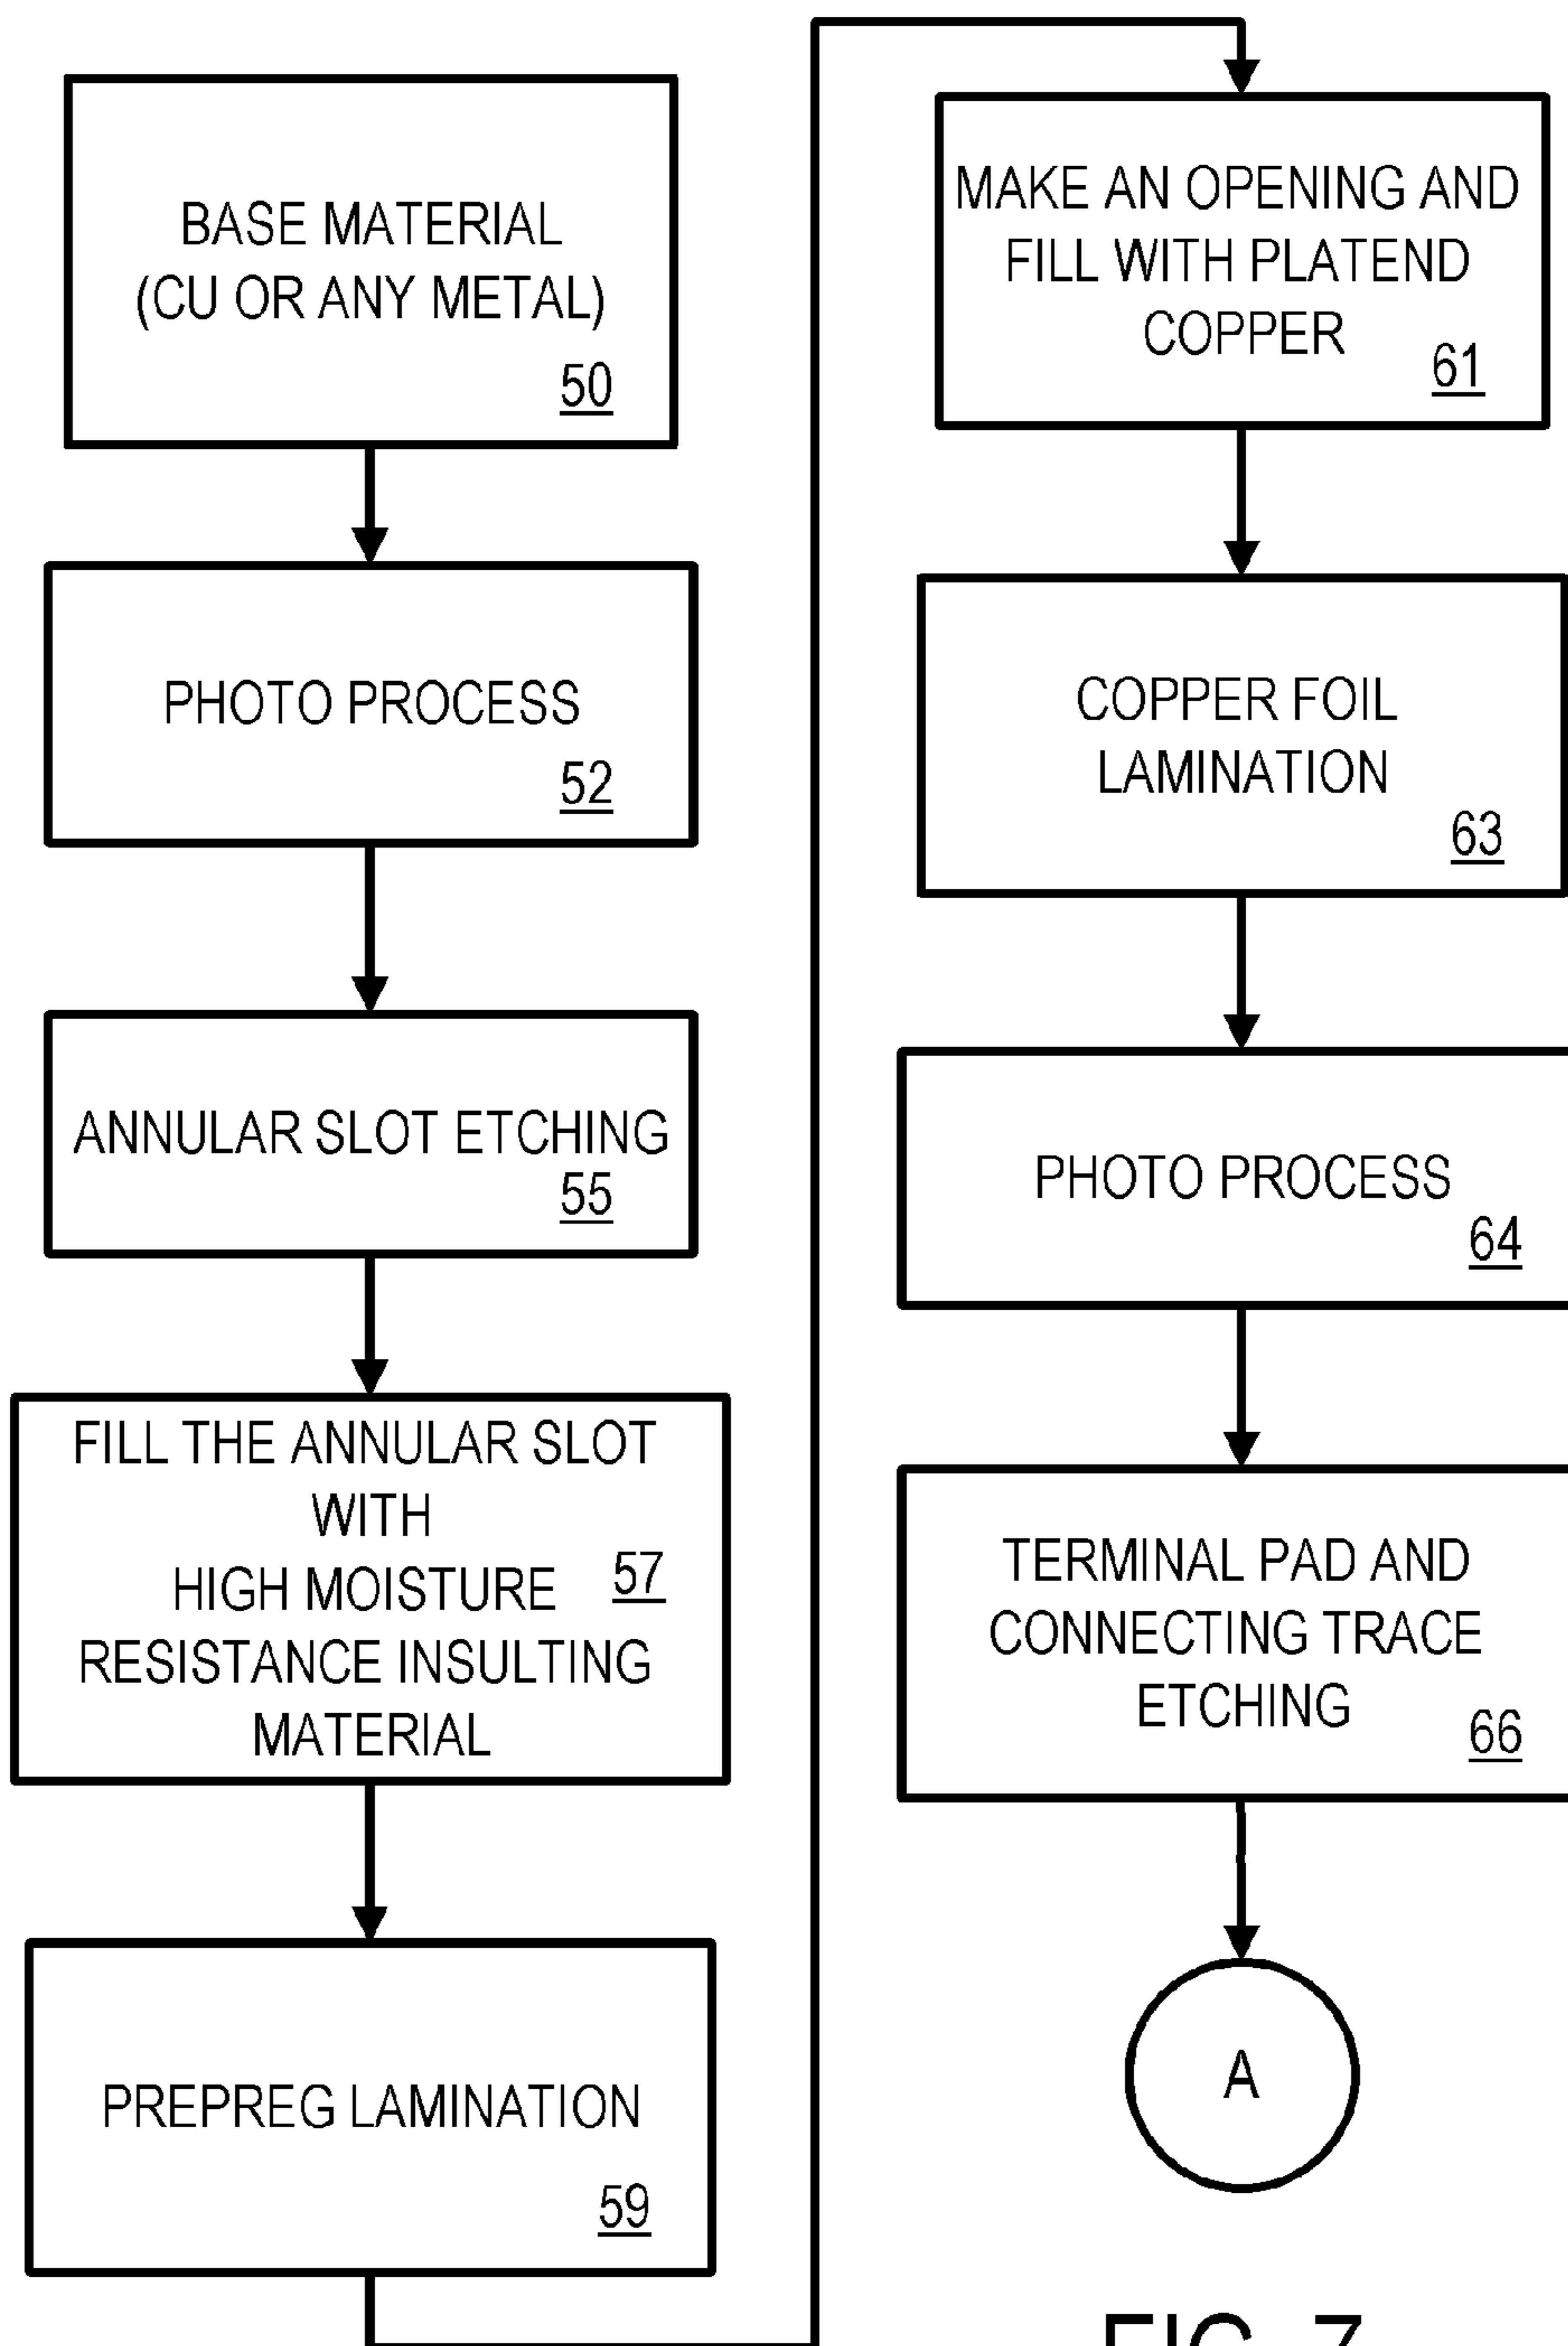 BASE MATERIAL
(CU OR ANY METAL)
50
PHOTO PROCESS
52
ANNULAR SLOT ETCHING
55
FILL THE ANNULAR SLOT
WITH
HIGH MOISTURE
57
RESISTANCE INSULTING
MATERIAL
PREPREG LAMINATION
59
MAKE AN OPENING AND
FILL WITH PLATEND
COPPER
61
COPPER FOIL
LAMINATION
63
PHOTO PROCESS
64
TERMINAL PAD AND
CONNECTING TRACE
ETCHING
66
A
FIG. 7